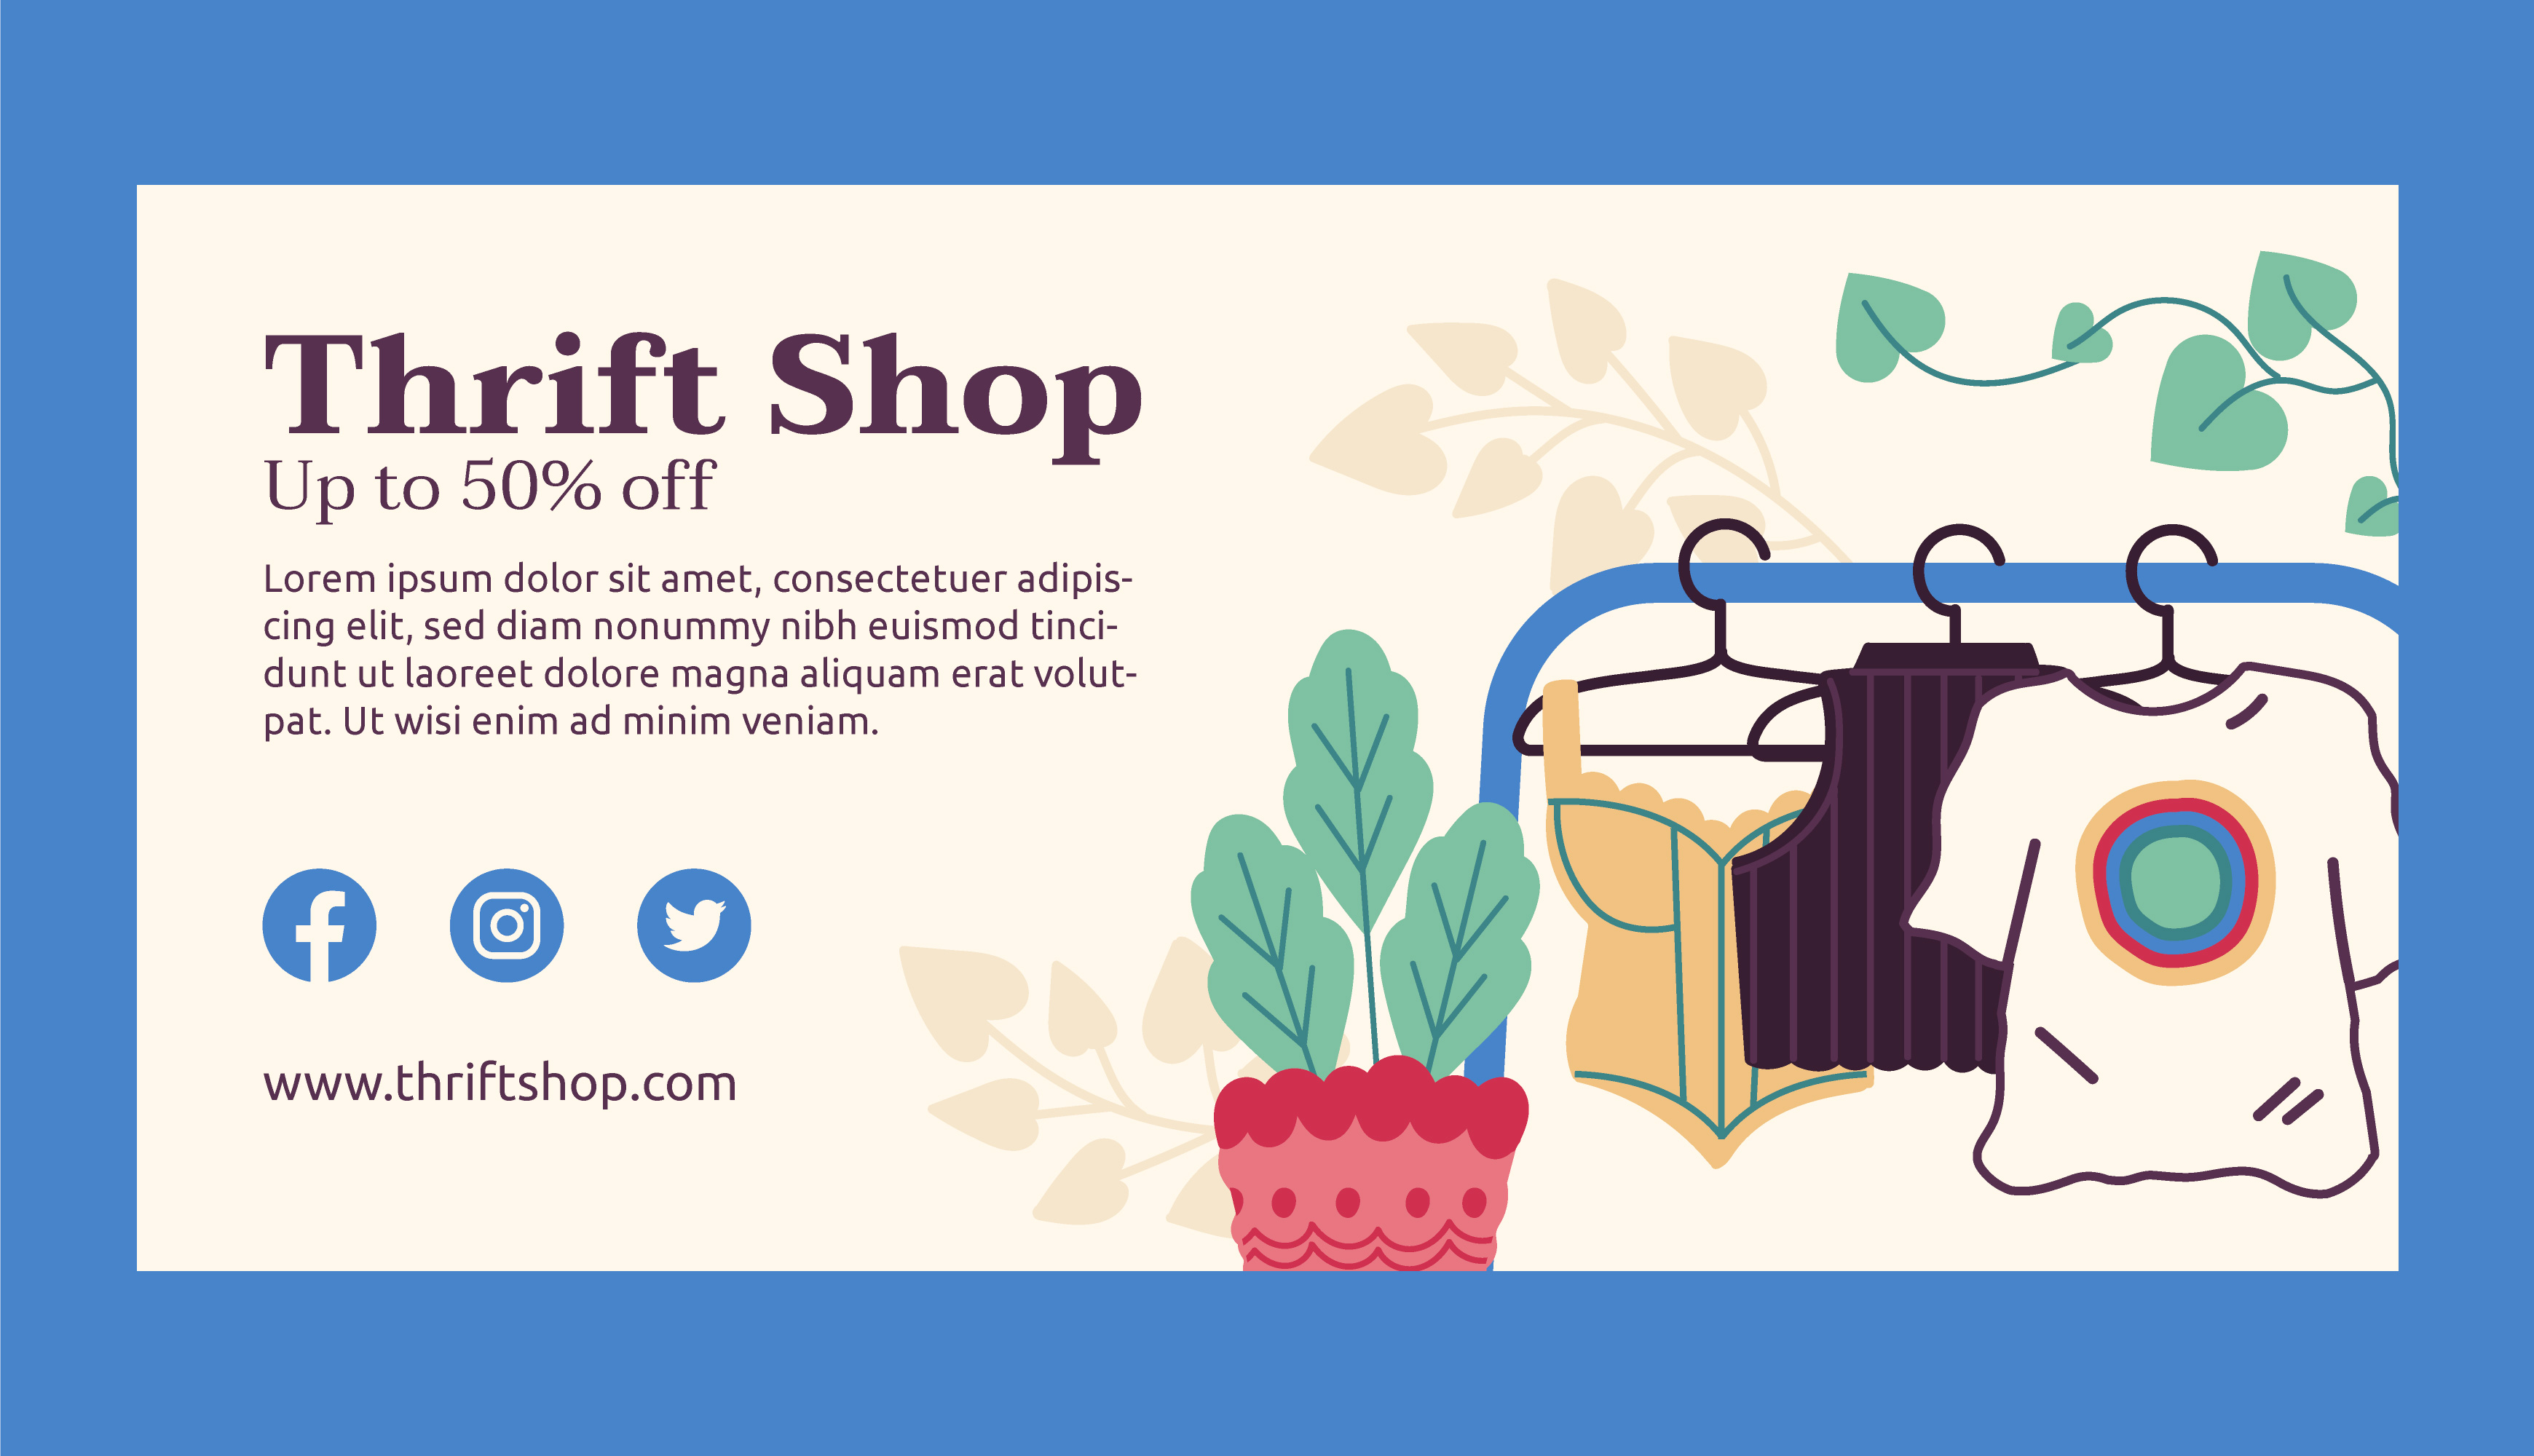 Thrift Shop
Up to 50% off
Lorem ipsum dolor sit amet, consectetuer adipis-
cing elit, sed diam nonummy nibh euismod tinci-
dunt ut laoreet dolore magna aliquam erat volut-
pat. Ut wisi enim ad minim veniam.
www.thriftshop.com